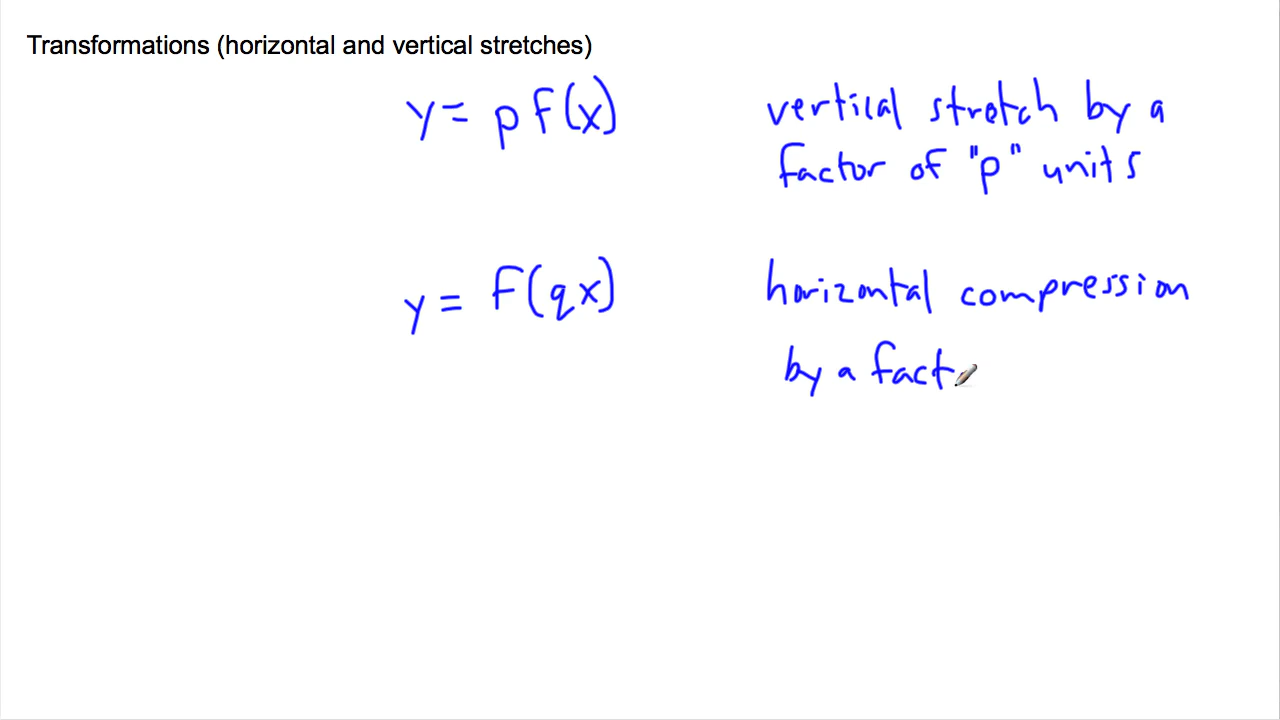 Transformations (horizontal and vertical stretches)
y = p f(x)
vertical stretch by a
factor of "p" units
y = f(qx)
horizontal compression
by a fact